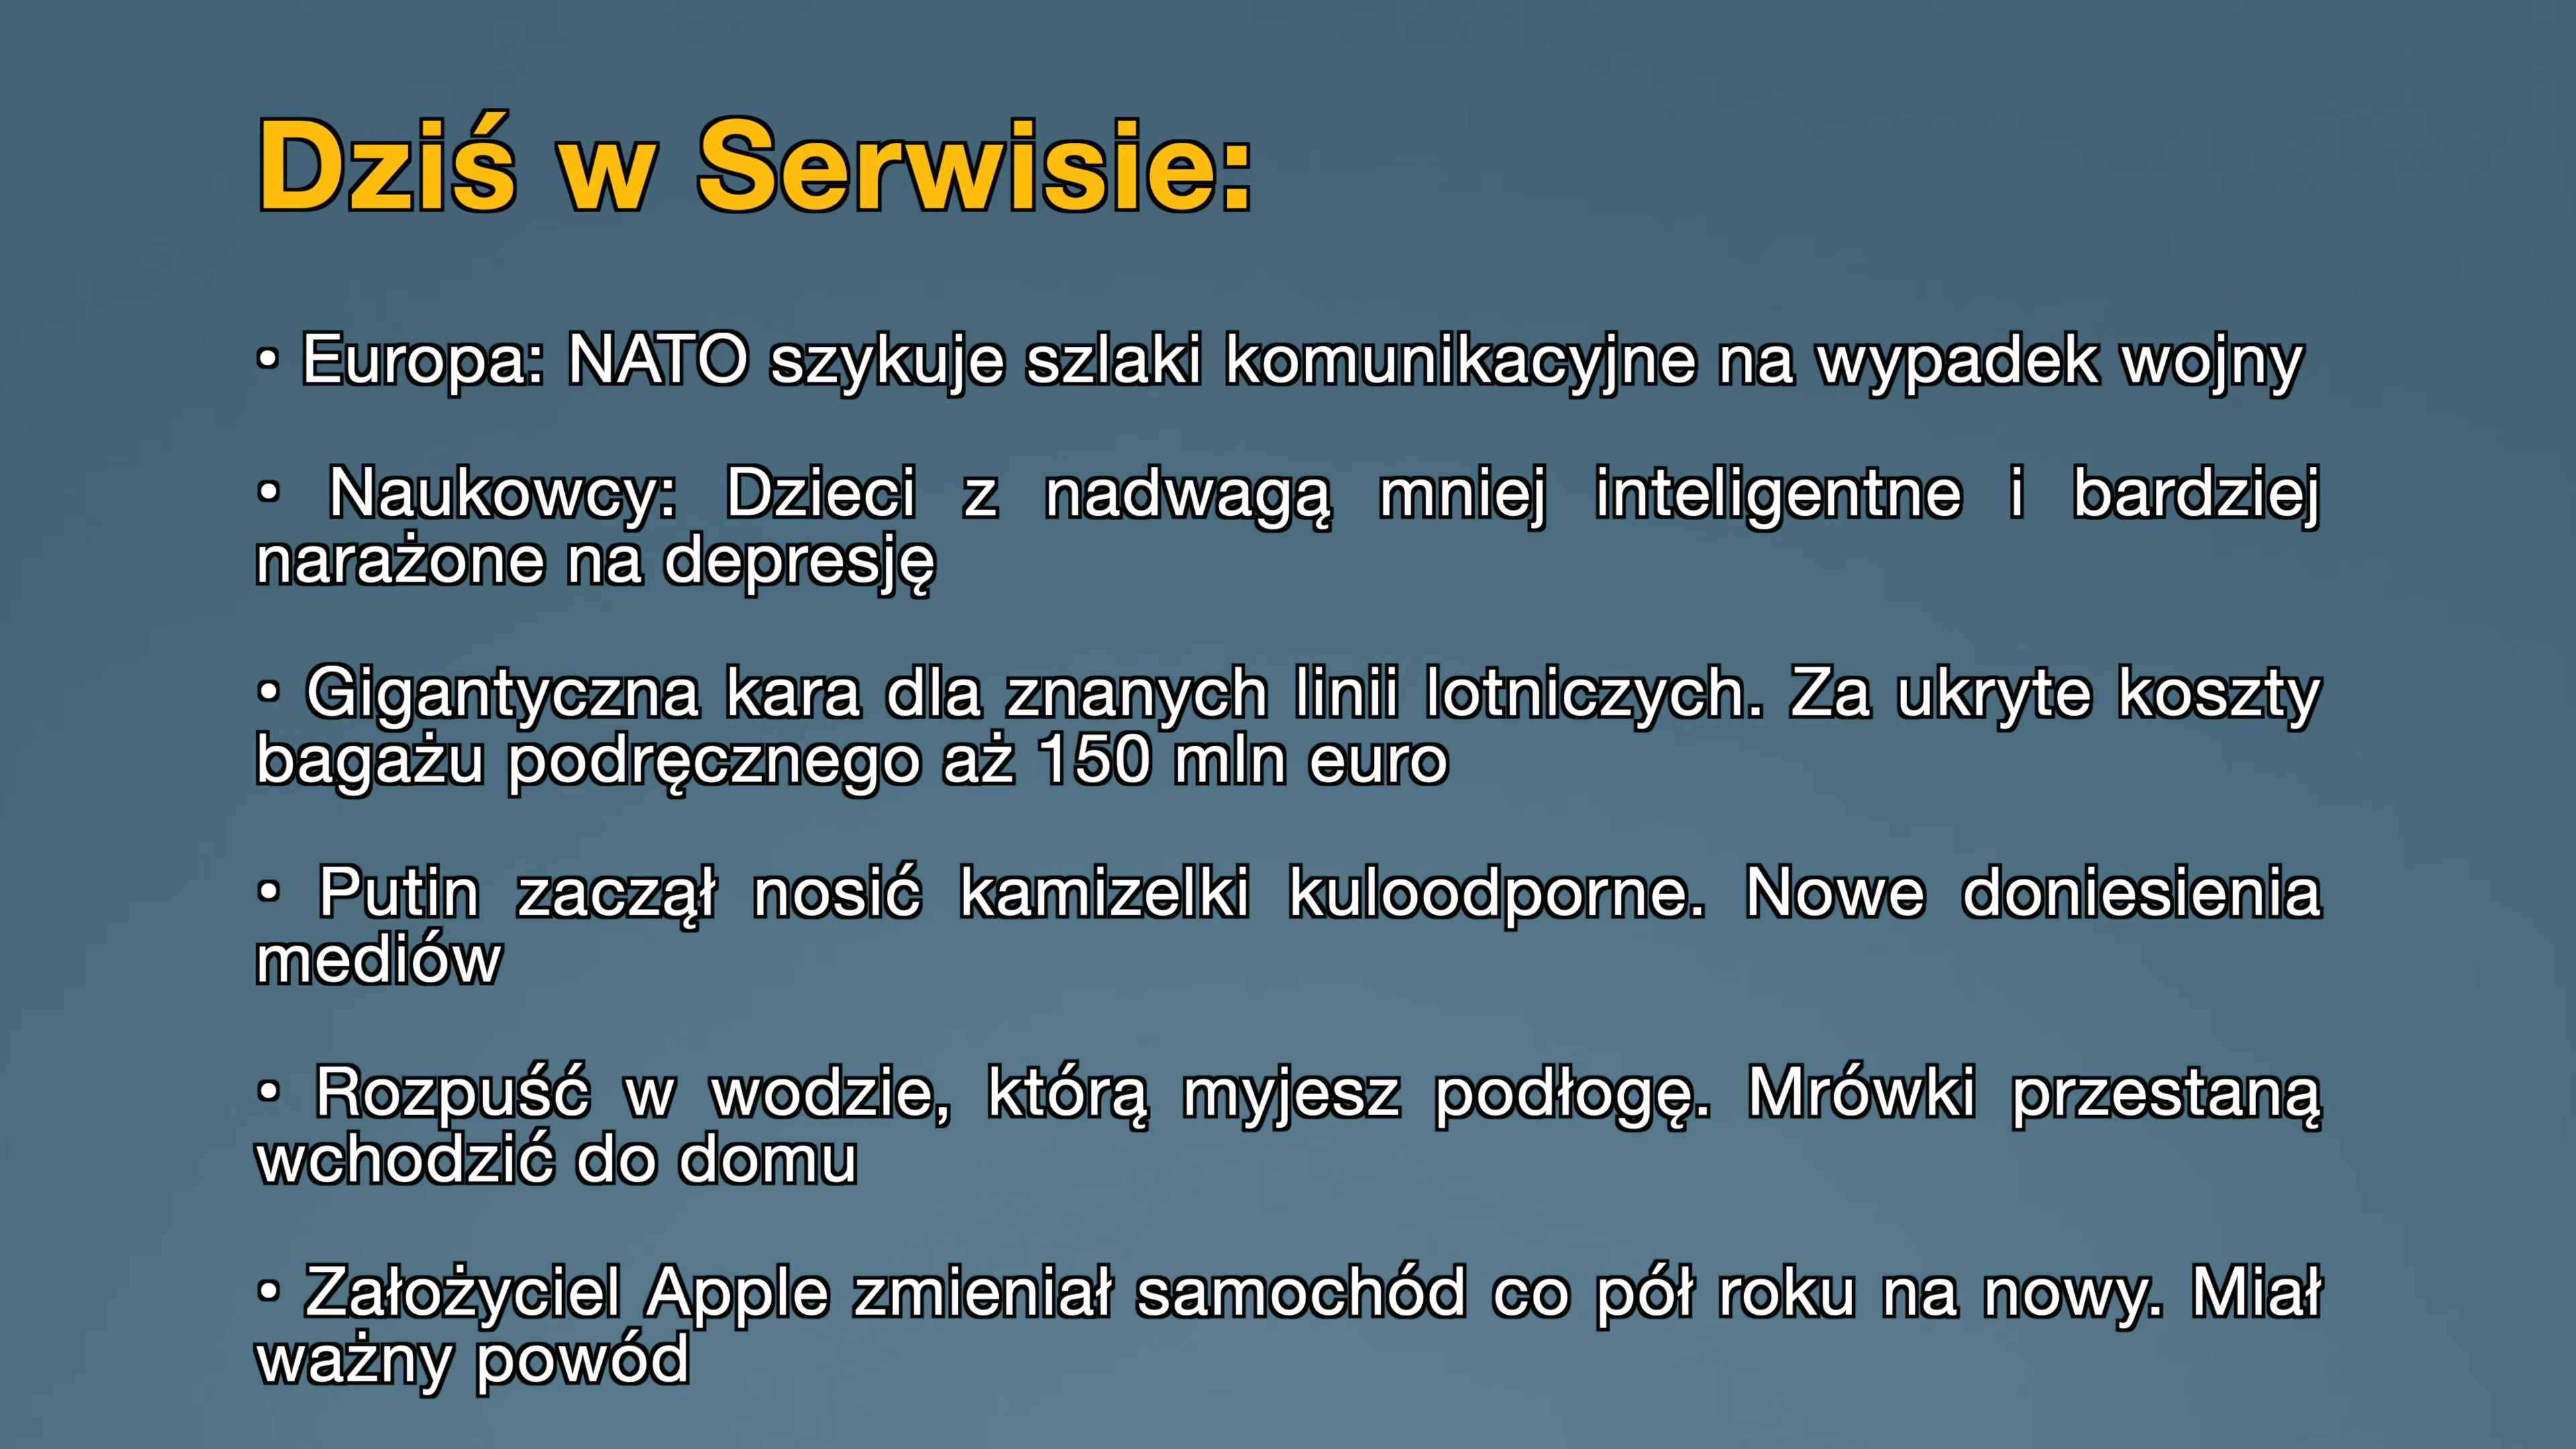 Dziś w Serwisie:
• Europa: NATO szykuje szlaki komunikacyjne na wypadek wojny
• Naukowcy: Dzieci z nadwagą mniej inteligentne i bardziej
narażone na depresję
• Gigantyczna kara dla znanych linii lotniczych. Za ukryte koszty
bagażu podręcznego aż 150 mln euro
• Putin zaczął nosić kamizelki kuloodporne. Nowe doniesienia
mediów
• Rozpuść w wodzie, którą myjesz podłogę. Mrówki przestaną
wchodzić do domu
• Założyciel Apple zmieniał samochód co pół roku na nowy. Miał
ważny powód